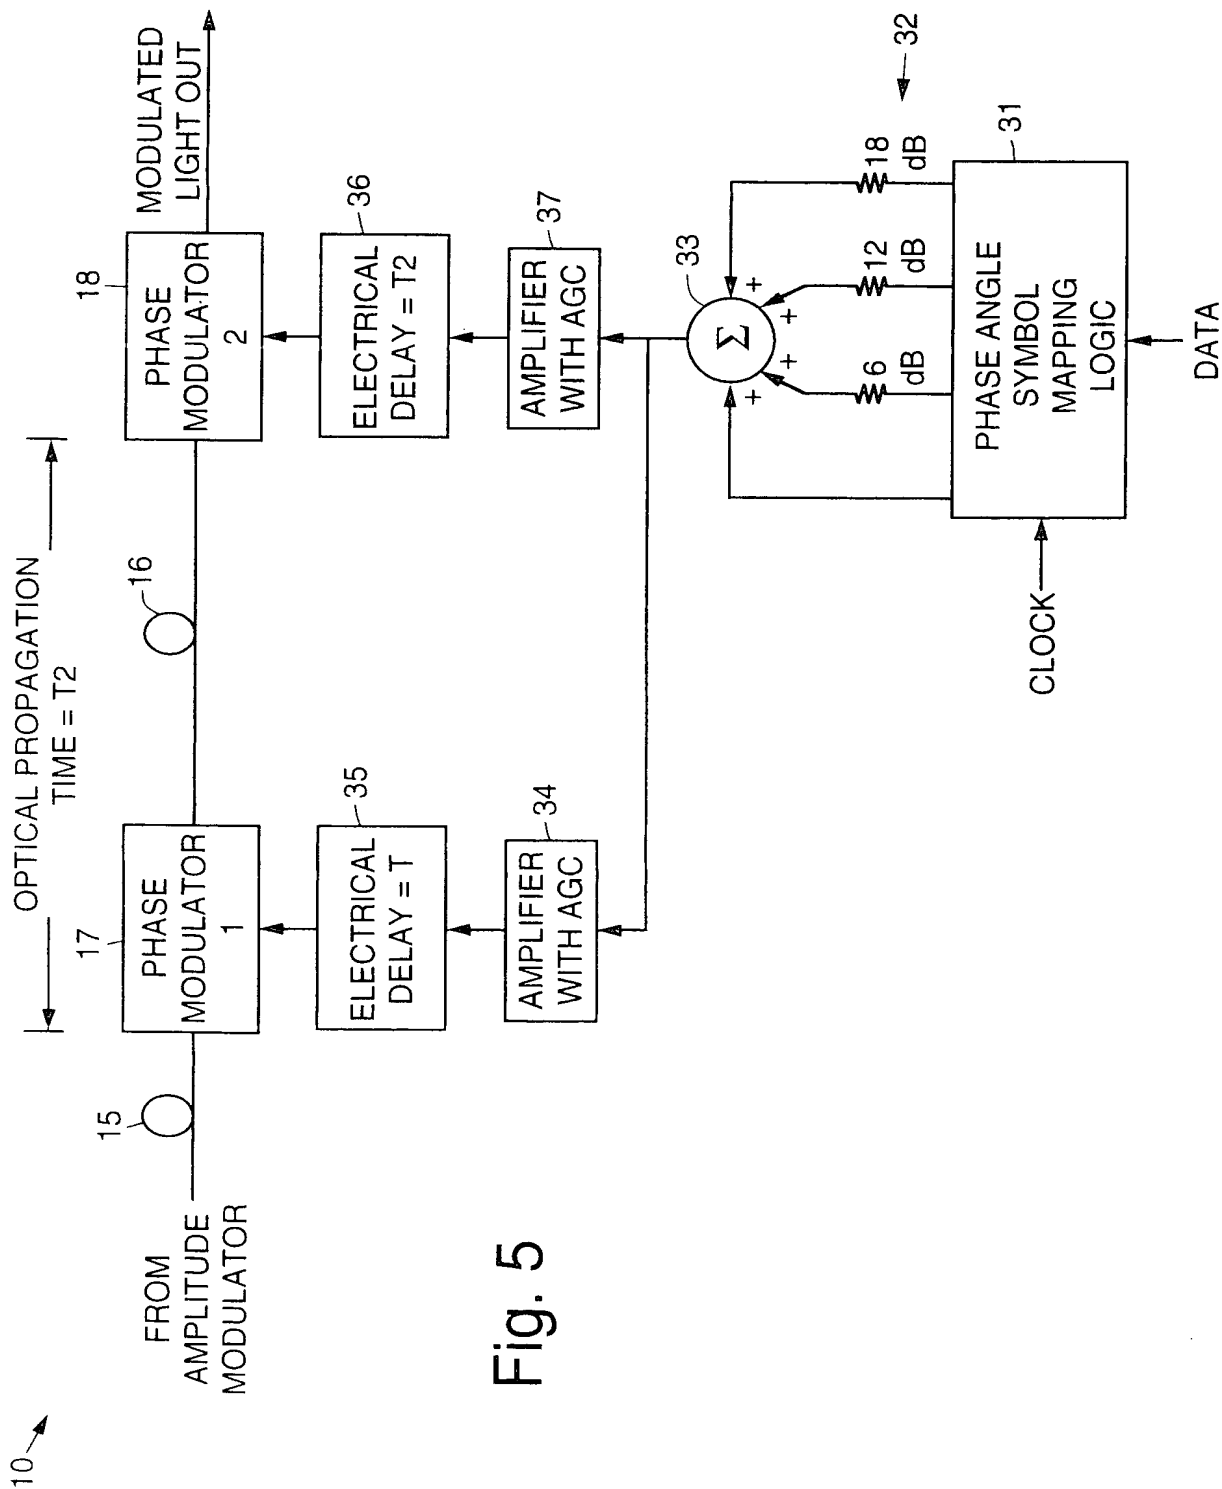 10
OPTICAL PROPAGATION
TIME = T2
FROM
AMPLITUDE
MODULATOR
15
17
PHASE
MODULATOR
1
16
18
PHASE
MODULATOR
2
MODULATED
LIGHT OUT
35
ELECTRICAL
DELAY = T
36
ELECTRICAL
DELAY = T2
34
AMPLIFIER
WITH AGC
37
AMPLIFIER
WITH AGC
33
Σ
+
+
+
+
6
dB
12
dB
18
dB
32
31
PHASE ANGLE
SYMBOL
MAPPING
LOGIC
CLOCK
DATA
Fig. 5